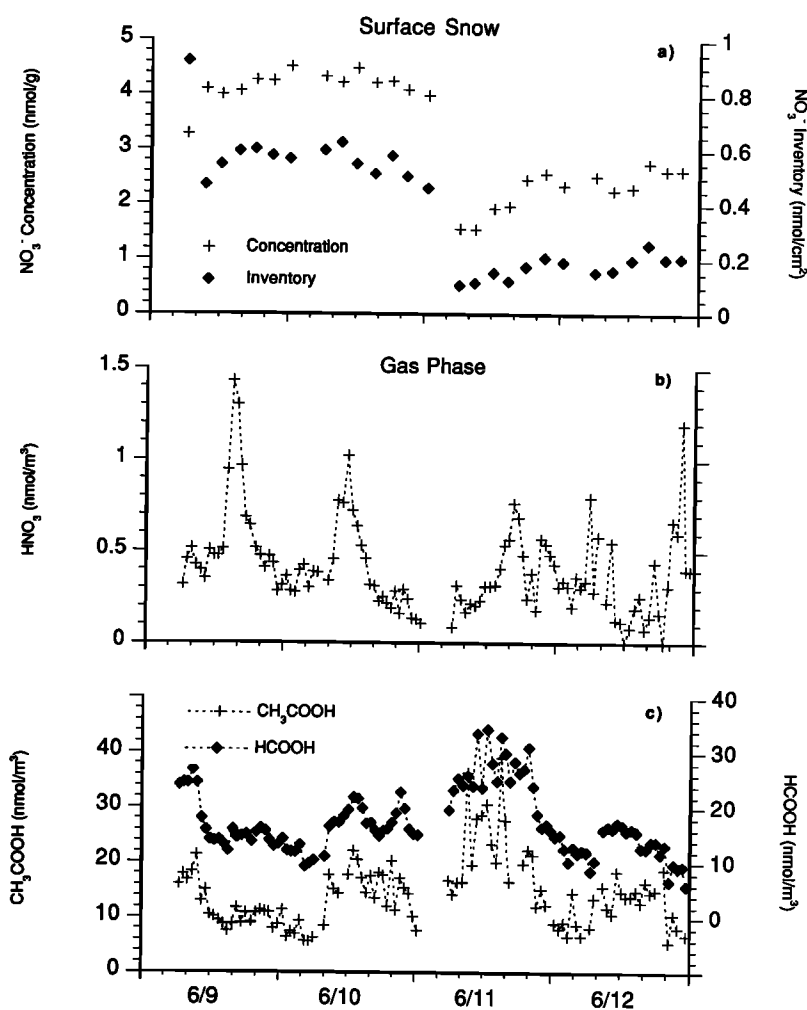 Surface Snow
a)
NO3- Concentration (nmol/g)
5
4
3
2
1
0
Concentration
Inventory
1
0.8
0.6
0.4
0.2
0
NO3- Inventory (nmol/cm2)
Gas Phase
b)
HNO3 (nmol/m3)
1.5
1
0.5
0
c)
CH3COOH
HCOOH
CH3COOH (nmol/m3)
40
30
20
10
0
40
30
20
10
0
HCOOH (nmol/m3)
6/9 6/10 6/11 6/12